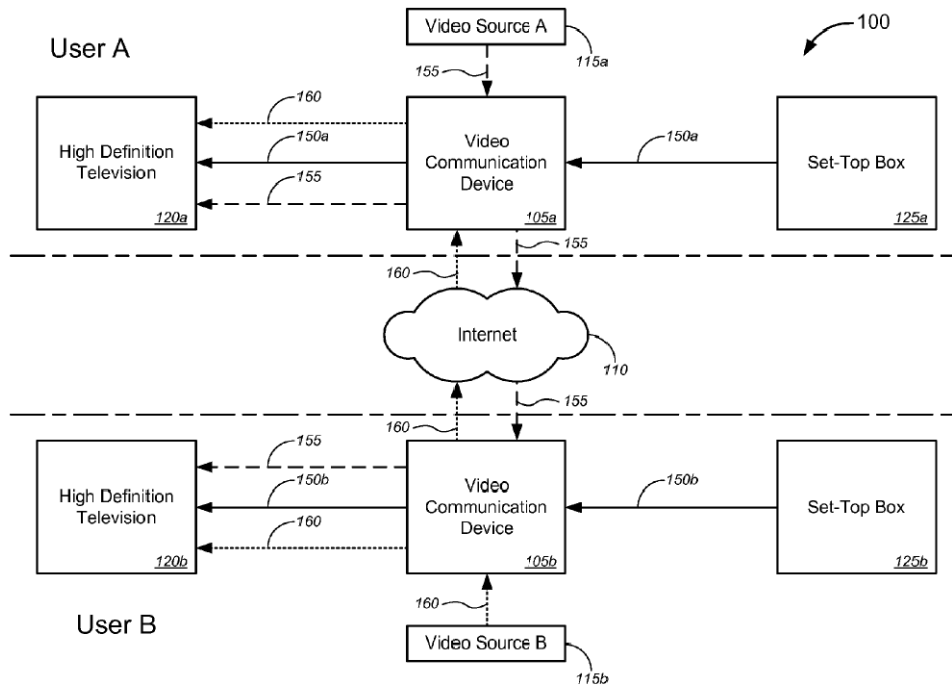 User A
Video Source A
115a
100
155
High Definition
Television
120a
160
150a
155
Video
Communication
Device
105a
150a
Set-Top Box
125a
160
155
Internet
110
160
155
High Definition
Television
120b
155
150b
160
Video
Communication
Device
105b
150b
Set-Top Box
125b
User B
160
Video Source B
115b